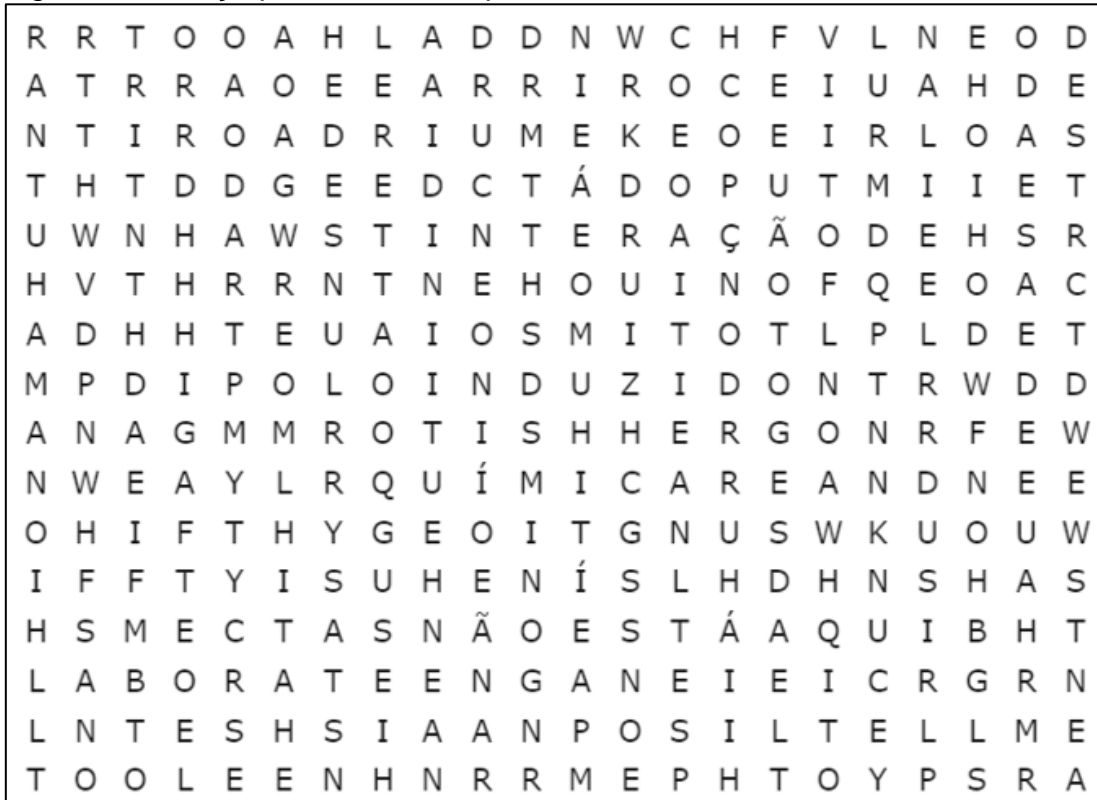 R R T O O A H L A D D N W C H F V L N E O D
A T R R A O E E A R R I R O C E I U A H D E
N T I R O A D R I U M E K E O E I R L O A S
T H T D D G E E D C T Á D O P U T M I I E T
U W N H A W S T I N T E R A Ç Ã O D E H S R
H V T H R R N T N E H O U I N O F Q E O A C
A D H H T E U A I O S M I T O T L P L D E T
M P D I P O L O I N D U Z I D O N T R W D D
A N A G M M R O T I S H H E R G O N R F E W
N W E A Y L R Q U Í M I C A R E A N D N E E
O H I F T H Y G E O I T G N U S W K U O U W
I F F T Y I S U H E N Í S L H D H N S H A S
H S M E C T A S N Ã O E S T Á A Q U I B H T
L A B O R A T E E N G A N E I E I C R G R N
L N T E S H S I A A N P O S I L T E L L M E
T O O L E E N H N R R M E P H T O Y P S R A